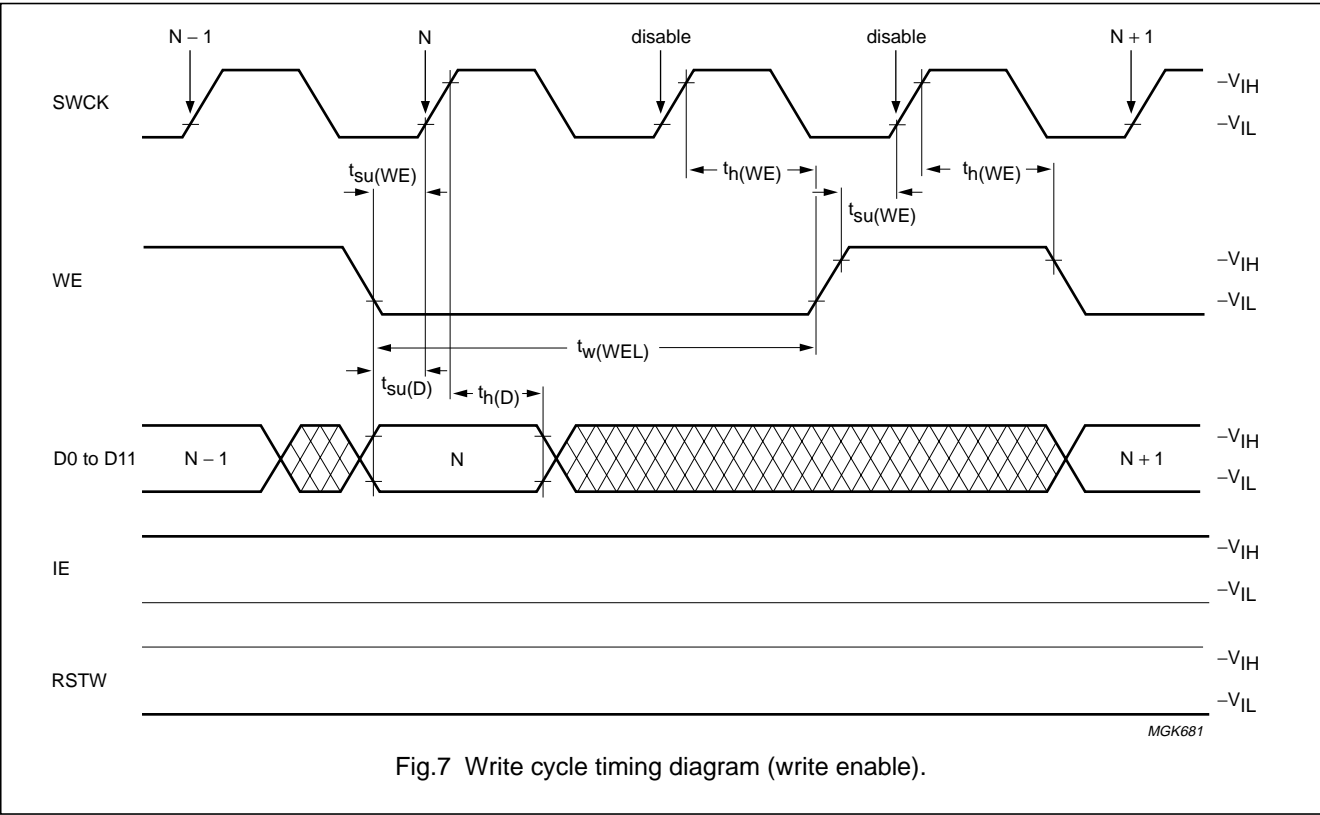 N − 1 N disable disable N + 1
SWCK
–VIH
–VIL
tsu(WE)
th(WE)
th(WE)
tsu(WE)
WE
–VIH
–VIL
tw(WEL)
tsu(D)
th(D)
D0 to D11 N − 1 N N + 1
–VIH
–VIL
IE
–VIH
–VIL
RSTW
–VIH
–VIL
MGK681
Fig.7 Write cycle timing diagram (write enable).